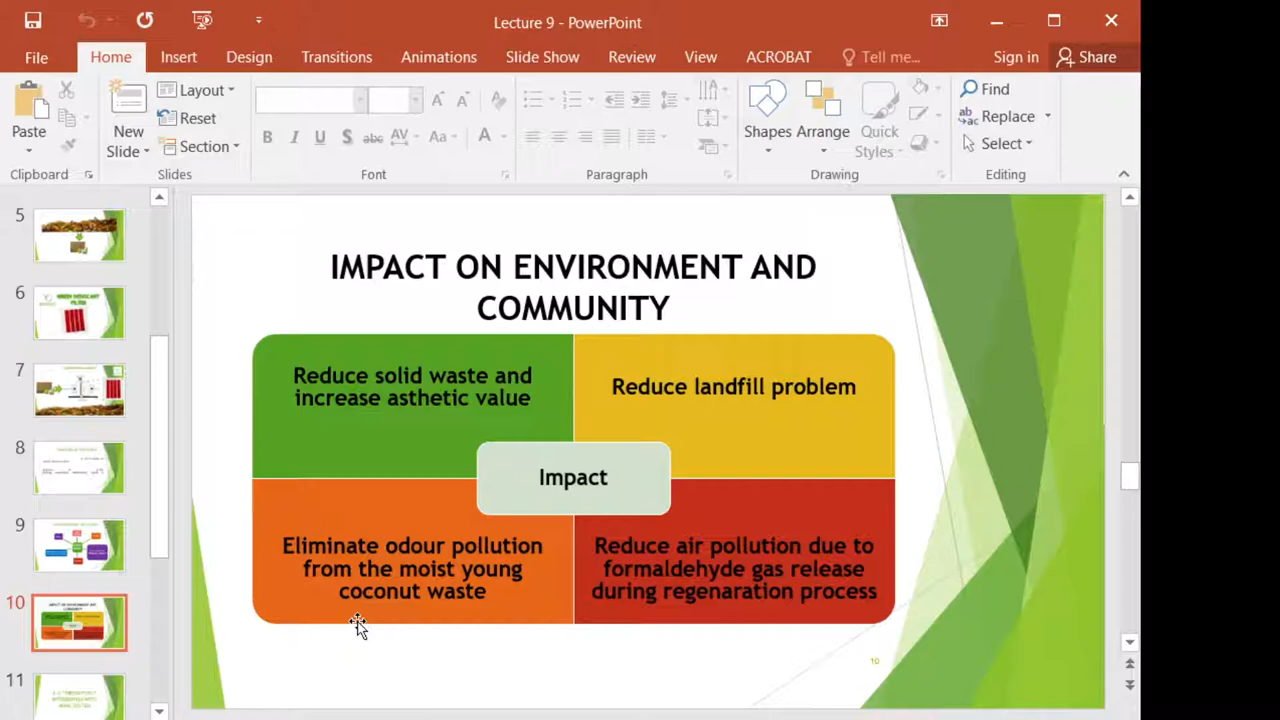 Lecture 9 - PowerPoint
File Home Insert Design Transitions Animations Slide Show Review View ACROBAT Tell me... Sign in Share
Paste
New
Slide
Layout
Reset
Section
B I U S abc AV Aa A
Shapes
Arrange
Quick
Styles
Find
Replace
Select
Clipboard Slides Font Paragraph Drawing Editing
5
6
7
8
9
10
11
IMPACT ON ENVIRONMENT AND
COMMUNITY
Reduce solid waste and
increase asthetic value
Reduce landfill problem
Impact
Eliminate odour pollution
from the moist young
coconut waste
Reduce air pollution due to
formaldehyde gas release
during regenaration process
10